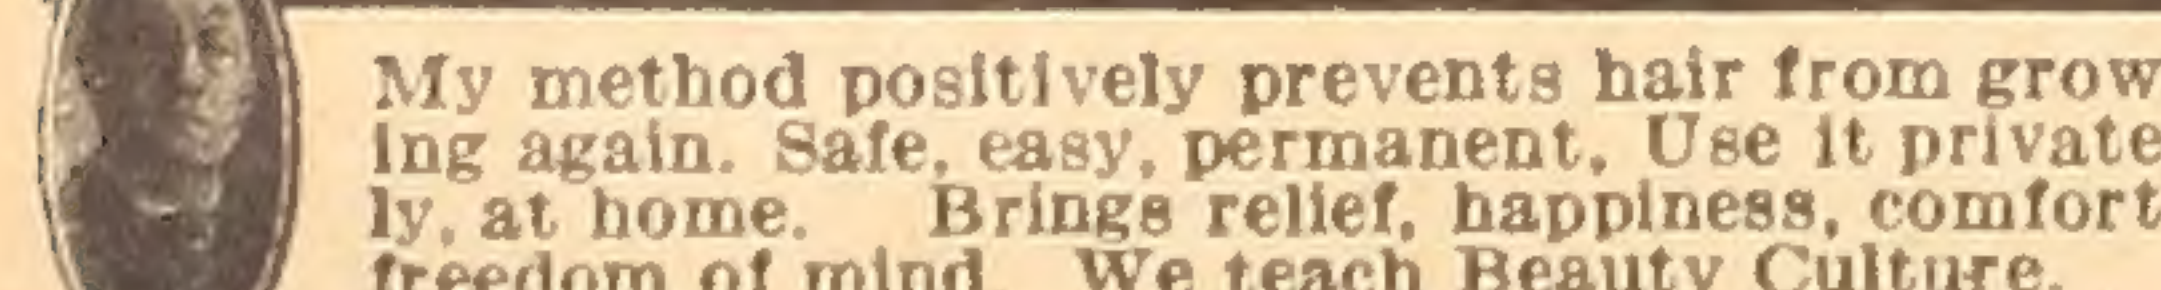 My method positively prevents hair from grow
ing again. Safe, easy, permanent. Use it private
ly, at home. Brings relief, happiness, comfort
freedom of mind. We teach Beauty Culture.